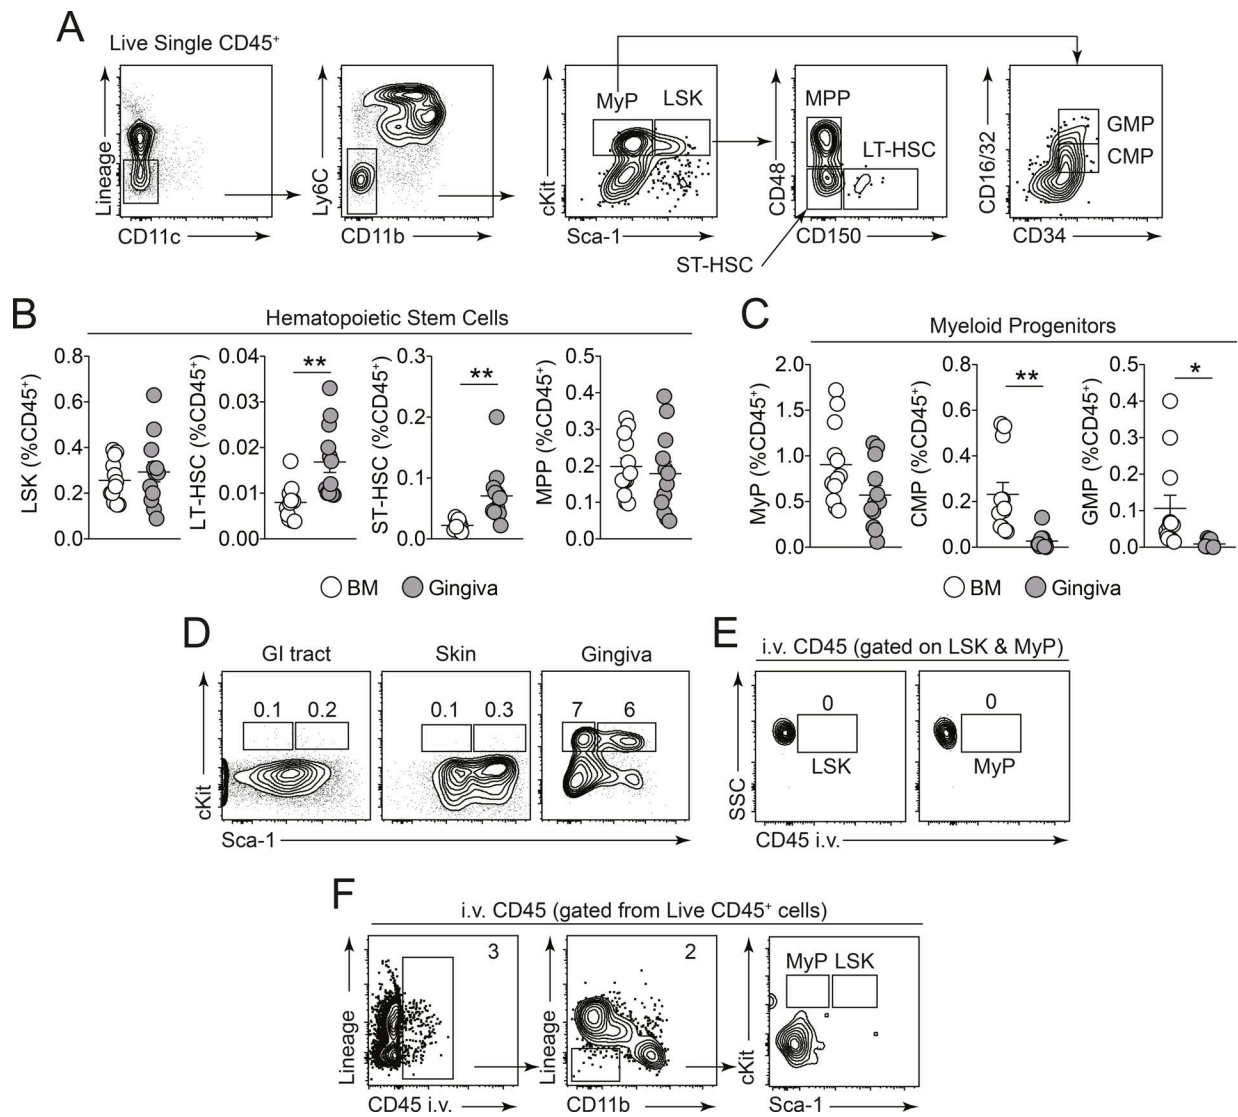 A
Live Single CD45⁺
Lineage
CD11c
Ly6C
CD11b
cKit
MyP
LSK
Sca-1
CD48
MPP
LT-HSC
CD150
ST-HSC
CD16/32
GMP
CMP
CD34
B
Hematopoietic Stem Cells
LSK (%CD45⁺)
0.8
0.6
0.4
0.2
0.0
LT-HSC (%CD45⁺)
0.04
0.03
0.02
0.01
0.00
**
ST-HSC (%CD45⁺)
0.3
0.2
0.1
0.0
**
MPP (%CD45⁺)
0.5
0.4
0.3
0.2
0.1
0.0
BM Gingiva
C
Myeloid Progenitors
MyP (%CD45⁺)
2.0
1.5
1.0
0.5
0.0
CMP (%CD45⁺)
0.8
0.6
0.4
0.2
0.0
**
GMP (%CD45⁺)
0.5
0.4
0.3
0.2
0.1
0.0
*
BM Gingiva
D
GI tract
0.1 0.2
Skin
0.1 0.3
Gingiva
7 6
cKit
Sca-1
E
i.v. CD45 (gated on LSK & MyP)
SSC
0
LSK
0
MyP
CD45 i.v.
F
i.v. CD45 (gated from Live CD45⁺ cells)
Lineage
3
CD45 i.v.
Lineage
2
CD11b
cKit
MyP LSK
Sca-1